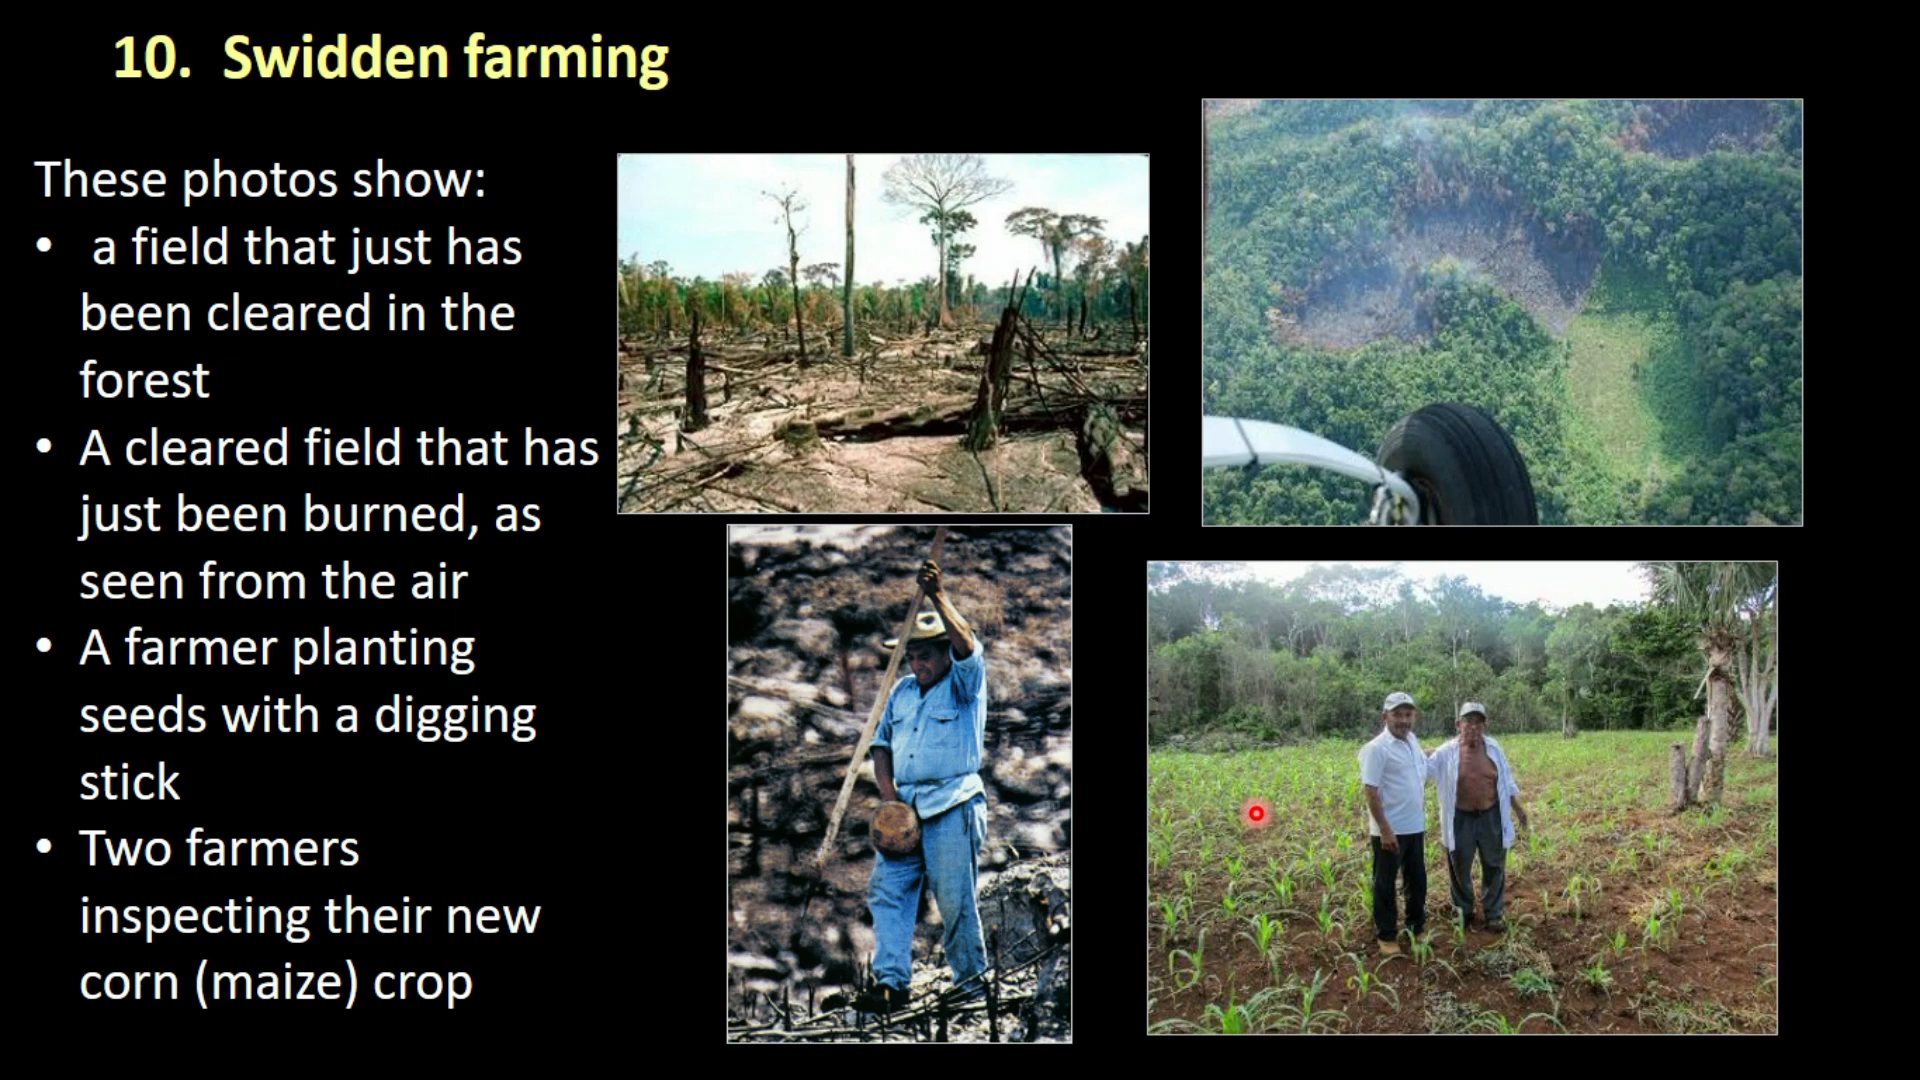 10. Swidden farming
These photos show:
• a field that just has
been cleared in the
forest
• A cleared field that has
just been burned, as
seen from the air
• A farmer planting
seeds with a digging
stick
• Two farmers
inspecting their new
corn (maize) crop